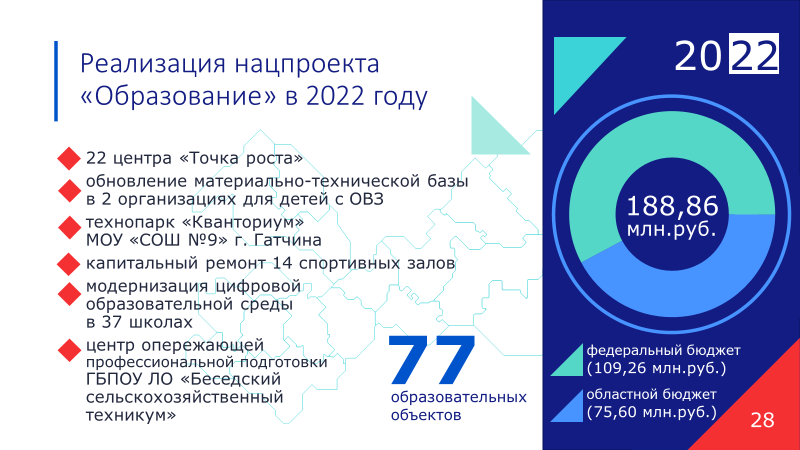 Реализация нацпроекта
«Образование» в 2022 году
22 центра «Точка роста»
обновление материально-технической базы
в 2 организациях для детей с ОВЗ
технопарк «Кванториум»
МОУ «СОШ №9» г. Гатчина
капитальный ремонт 14 спортивных залов
модернизация цифровой
образовательной среды
в 37 школах
центр опережающей
профессиональной подготовки
ГБПОУ ЛО «Беседский
сельскохозяйственный
техникум»
77
образовательных
объектов
2022
188,86
млн.руб.
федеральный бюджет
(109,26 млн.руб.)
областной бюджет
(75,60 млн.руб.)
28